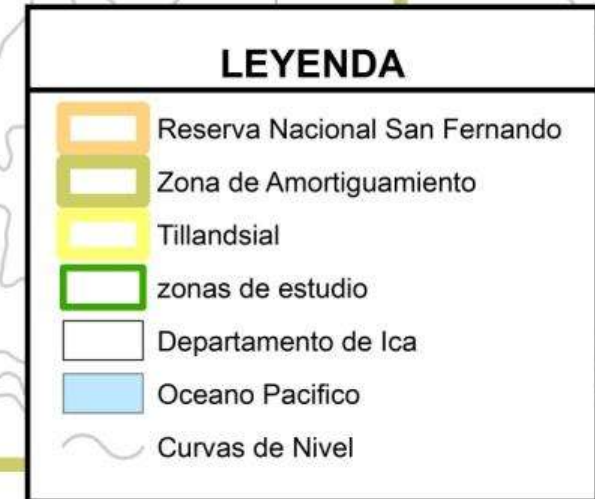 LEYENDA
Reserva Nacional San Fernando
Zona de Amortiguamiento
Tillandsial
zonas de estudio
Departamento de Ica
Oceano Pacifico
Curvas de Nivel